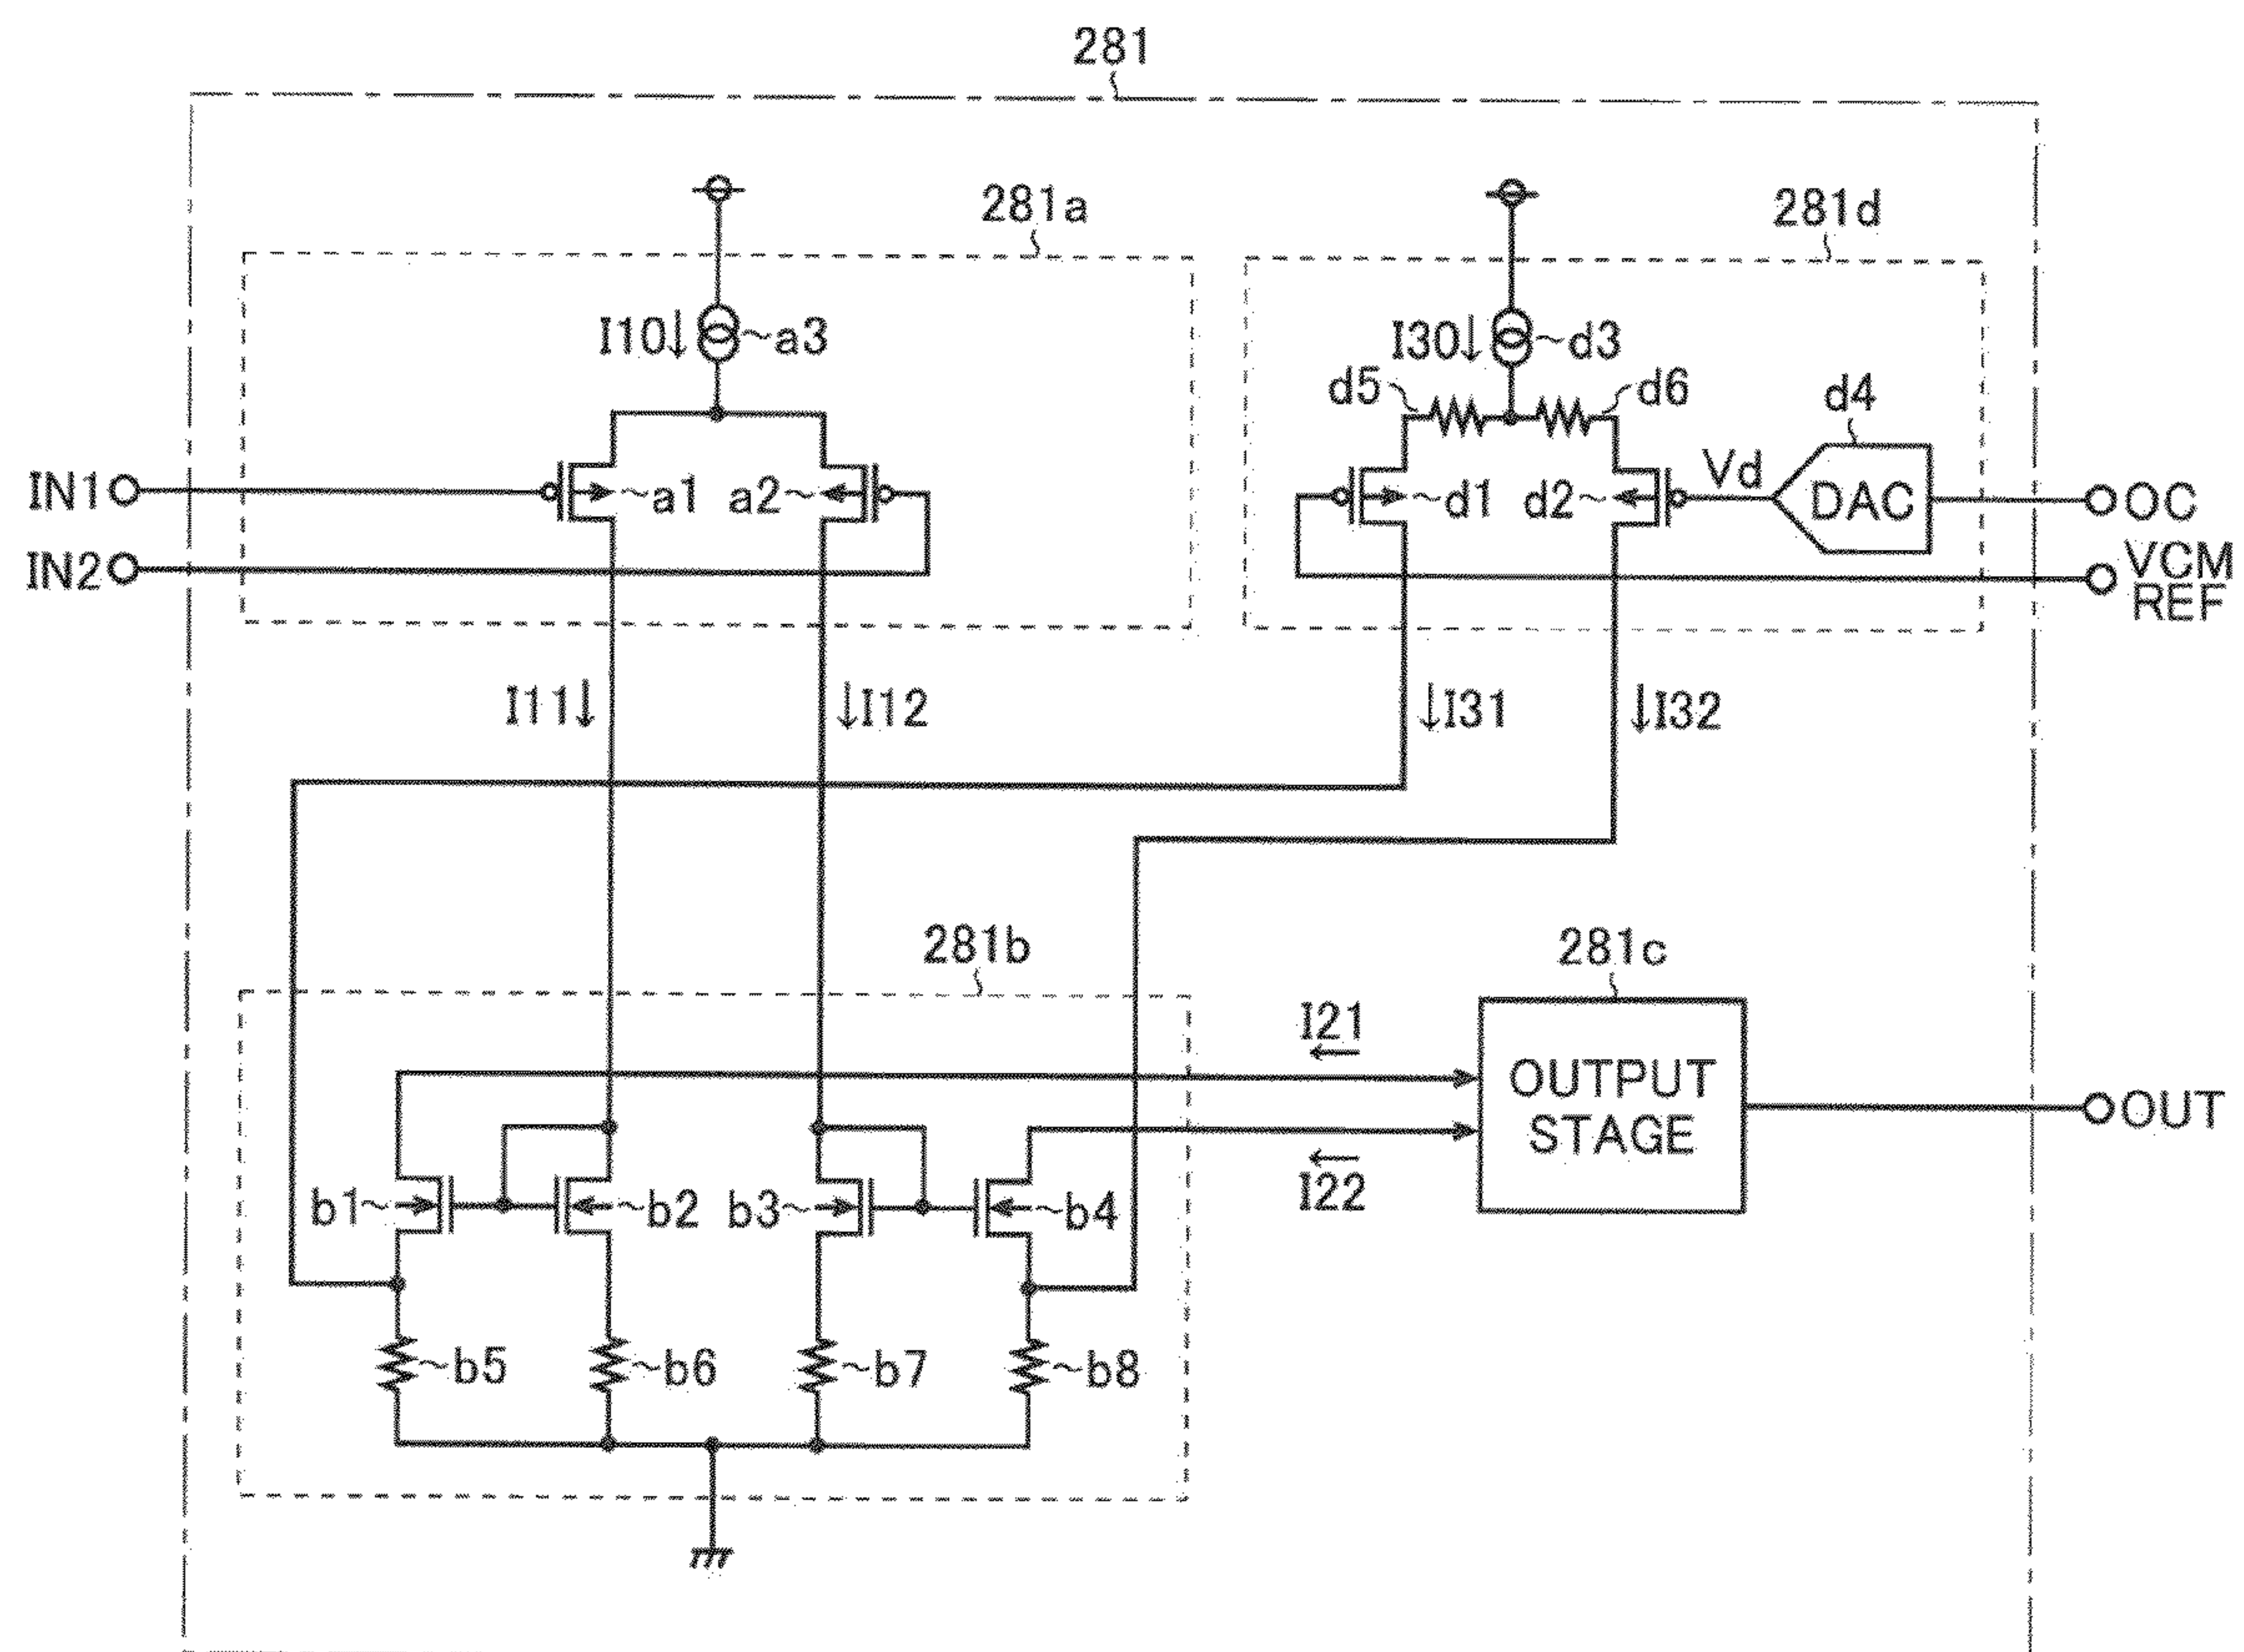 281
281a
281d
I10
a3
I30
d3
d5
d6
d4
IN1
a1
a2
d1
d2
Vd
DAC
OC
IN2
VCM
REF
I11
I12
I31
I32
281b
281c
I21
OUTPUT
STAGE
OUT
I22
b1
b2
b3
b4
b5
b6
b7
b8